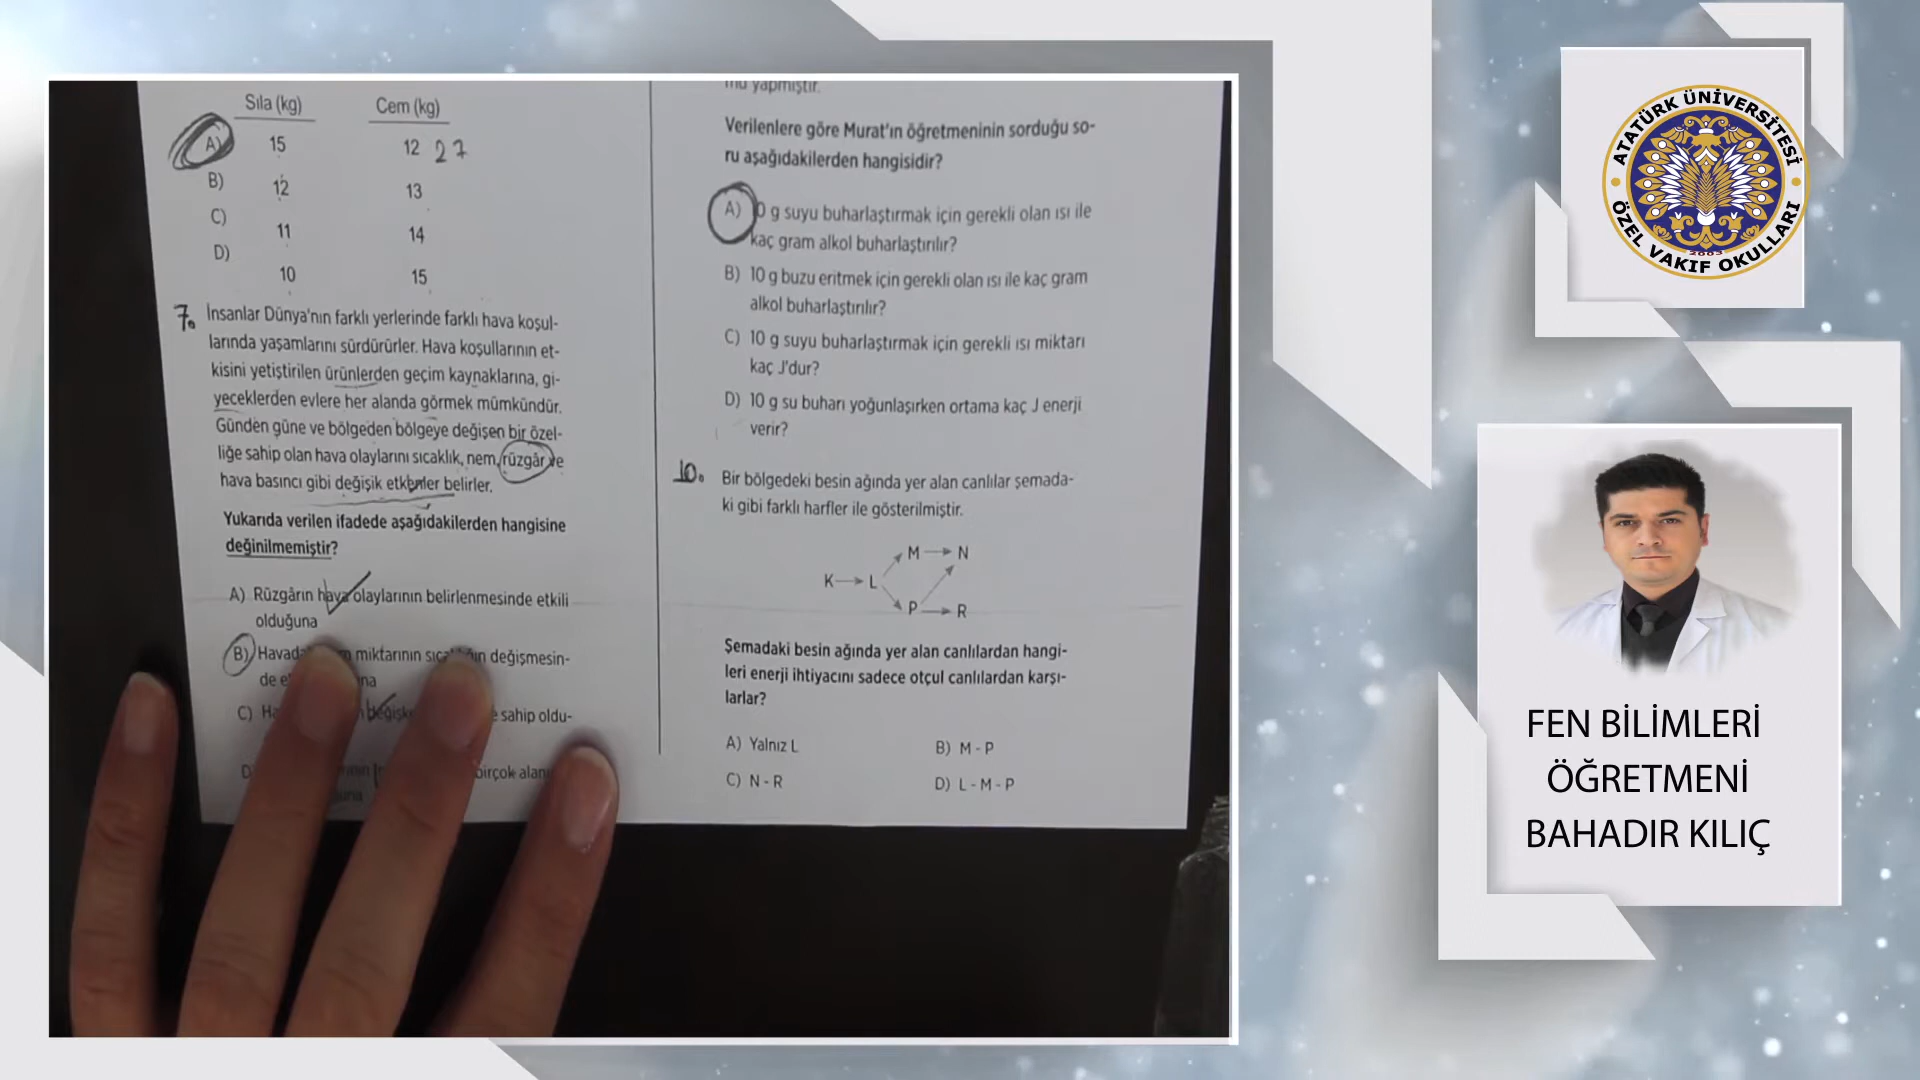 Sıla (kg) Cem (kg)
A) 15 12 27
B) 12 13
C) 11 14
D) 10 15
7. İnsanlar Dünya'nın farklı yerlerinde farklı hava koşul-
larında yaşamlarını sürdürürler. Hava koşullarının et-
kisini yetiştirilen ürünlerden geçim kaynaklarına, gi-
yeceklerden evlere her alanda görmek mümkündür.
Günden güne ve bölgeden bölgeye değişen bir özel-
liğe sahip olan hava olaylarını sıcaklık, nem, rüzgâr ve
hava basıncı gibi değişik etkenler belirler.
Yukarıda verilen ifadede aşağıdakilerden hangisine
değinilmemiştir?
A) Rüzgârın hava olaylarının belirlenmesinde etkili
olduğuna
B) miktarının değişmesin-
de
C) sahip oldu-
birçok alanı
mu yapmıştır.
Verilenlere göre Murat'ın öğretmeninin sorduğu so-
ru aşağıdakilerden hangisidir?
A) 10 g suyu buharlaştırmak için gerekli olan ısı ile
kaç gram alkol buharlaştırılır?
B) 10 g buzu eritmek için gerekli olan ısı ile kaç gram
alkol buharlaştırılır?
C) 10 g suyu buharlaştırmak için gerekli ısı miktarı
kaç J'dur?
D) 10 g su buharı yoğunlaşırken ortama kaç J enerji
verir?
10. Bir bölgedeki besin ağında yer alan canlılar şemada-
ki gibi farklı harfler ile gösterilmiştir.
M N
K L
P R
Şemadaki besin ağında yer alan canlılardan hangi-
leri enerji ihtiyacını sadece otçul canlılardan karşı-
larlar?
A) Yalnız L B) M - P
C) N - R D) L - M - P
ATATÜRK ÜNİVERSİTESİ
2003
ÖZEL VAKIF OKULLARI
FEN BİLİMLERİ
ÖĞRETMENİ
BAHADIR KILIÇ